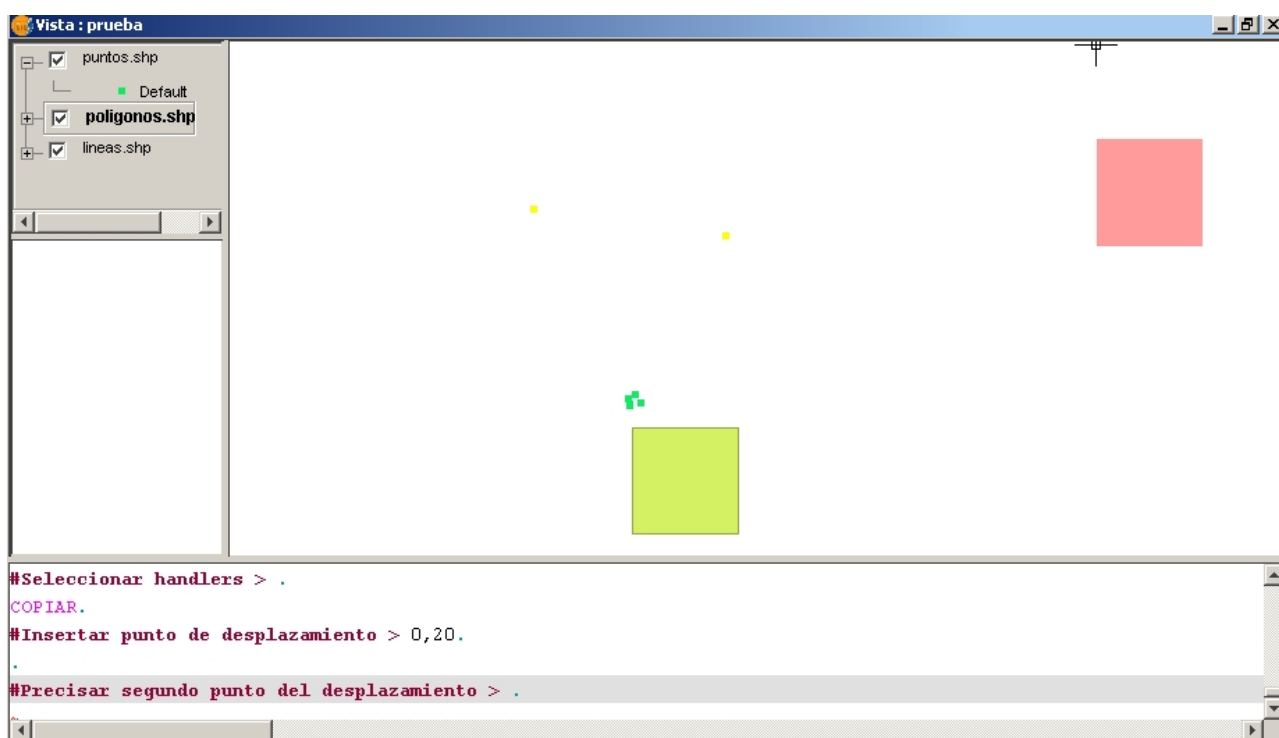 Vista : prueba
puntos.shp
Default
poligonos.shp
lineas.shp
#Seleccionar handlers > .
COPIAR.
#Insertar punto de desplazamiento > 0,20.
.
#Precisar segundo punto del desplazamiento > .